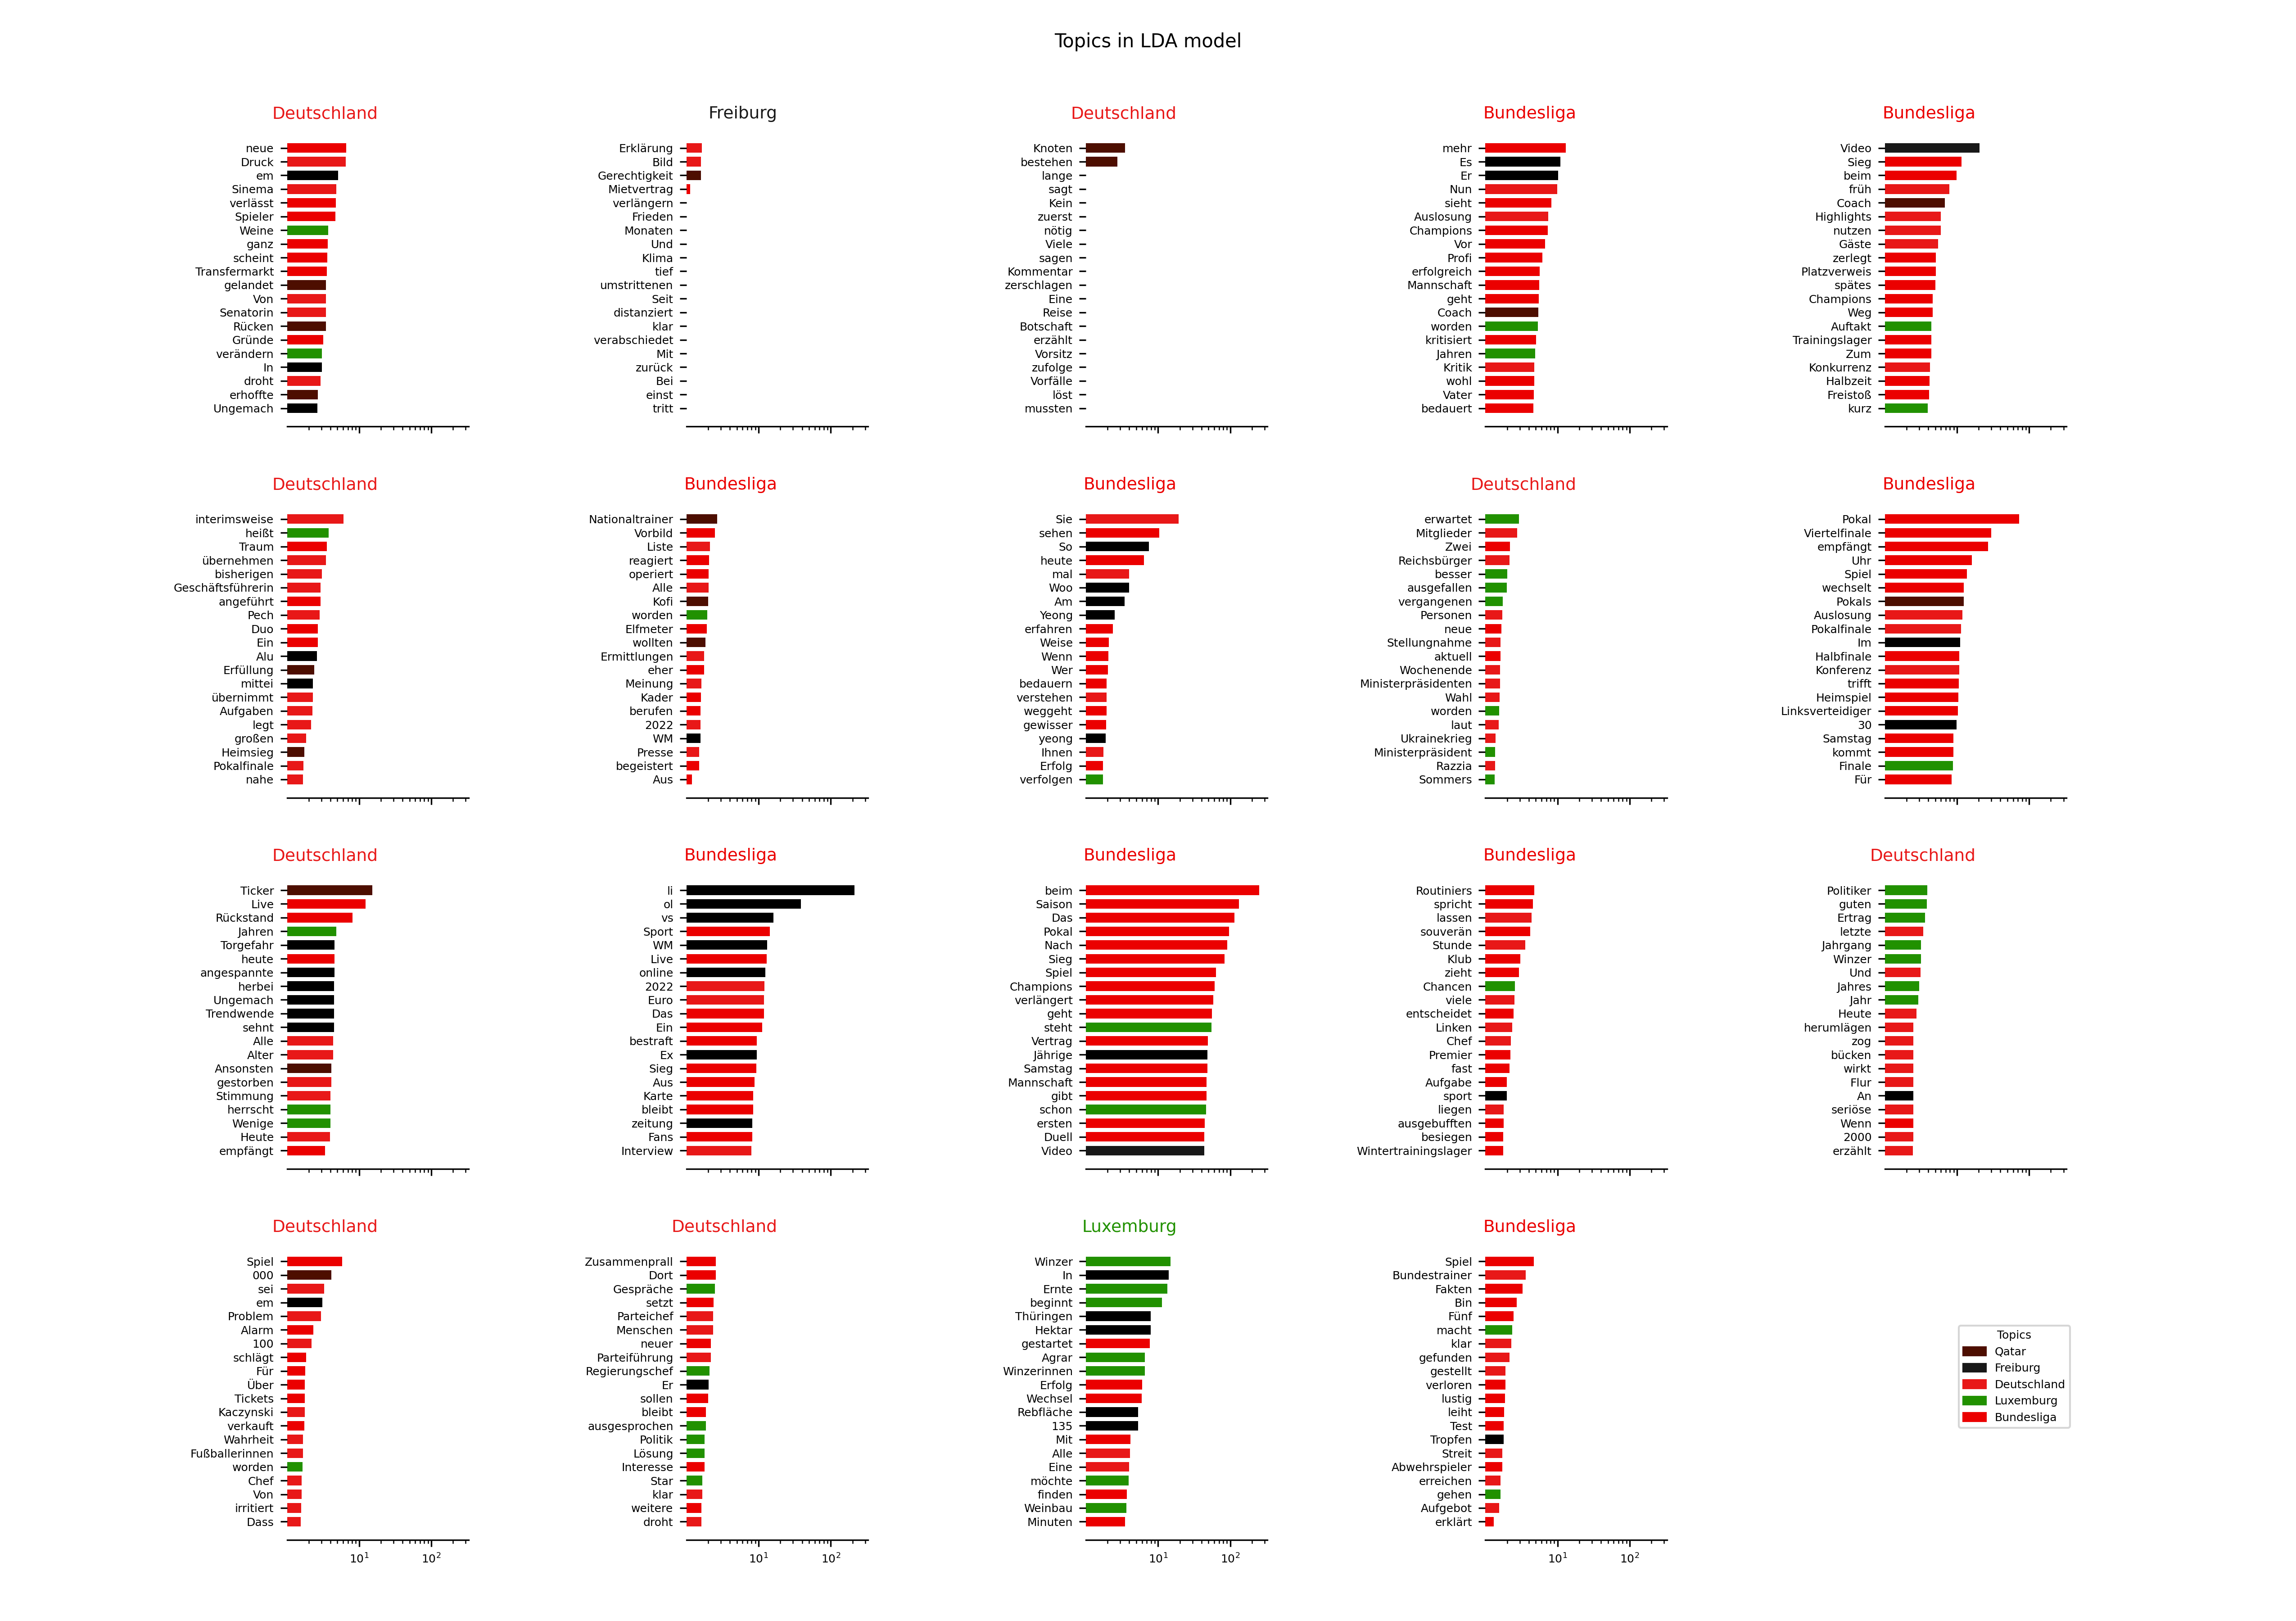 Topics in LDA model
Deutschland
neue
Druck
em
Sinema
verlässt
Spieler
Weine
ganz
scheint
Transfermarkt
gelandet
Von
Senatorin
Rücken
Gründe
verändern
In
droht
erhoffte
Ungemach
Freiburg
Erklärung
Bild
Gerechtigkeit
Mietvertrag
verlängern
Frieden
Monaten
Und
Klima
tief
umstrittenen
Seit
distanziert
klar
verabschiedet
Mit
zurück
Bei
einst
tritt
Deutschland
Knoten
bestehen
lange
sagt
Kein
zuerst
nötig
Viele
sagen
Kommentar
zerschlagen
Eine
Reise
Botschaft
erzählt
Vorsitz
zufolge
Vorfälle
löst
mussten
Bundesliga
mehr
Es
Er
Nun
sieht
Auslosung
Champions
Vor
Profi
erfolgreich
Mannschaft
geht
Coach
worden
kritisiert
Jahren
Kritik
wohl
Vater
bedauert
Bundesliga
Video
Sieg
beim
früh
Coach
Highlights
nutzen
Gäste
zerlegt
Platzverweis
spätes
Champions
Weg
Auftakt
Trainingslager
Zum
Konkurrenz
Halbzeit
Freistoß
kurz
Deutschland
interimsweise
heißt
Traum
übernehmen
bisherigen
Geschäftsführerin
angeführt
Pech
Duo
Ein
Alu
Erfüllung
mittei
übernimmt
Aufgaben
legt
großen
Heimsieg
Pokalfinale
nahe
Bundesliga
Nationaltrainer
Vorbild
Liste
reagiert
operiert
Alle
Kofi
worden
Elfmeter
wollten
Ermittlungen
eher
Meinung
Kader
berufen
2022
WM
Presse
begeistert
Aus
Bundesliga
Sie
sehen
So
heute
mal
Woo
Am
Yeong
erfahren
Weise
Wenn
Wer
bedauern
verstehen
weggeht
gewisser
yeong
Ihnen
Erfolg
verfolgen
Deutschland
erwartet
Mitglieder
Zwei
Reichsbürger
besser
ausgefallen
vergangenen
Personen
neue
Stellungnahme
aktuell
Wochenende
Ministerpräsidenten
Wahl
worden
laut
Ukrainekrieg
Ministerpräsident
Razzia
Sommers
Bundesliga
Pokal
Viertelfinale
empfängt
Uhr
Spiel
wechselt
Pokals
Auslosung
Pokalfinale
Im
Halbfinale
Konferenz
trifft
Heimspiel
Linksverteidiger
30
Samstag
kommt
Finale
Für
Deutschland
Ticker
Live
Rückstand
Jahren
Torgefahr
heute
angespannte
herbei
Ungemach
Trendwende
sehnt
Alle
Alter
Ansonsten
gestorben
Stimmung
herrscht
Wenige
Heute
empfängt
Bundesliga
li
ol
vs
Sport
WM
Live
online
2022
Euro
Das
Ein
bestraft
Ex
Sieg
Aus
Karte
bleibt
zeitung
Fans
Interview
Bundesliga
beim
Saison
Das
Pokal
Nach
Sieg
Spiel
Champions
verlängert
geht
steht
Vertrag
Jährige
Samstag
Mannschaft
gibt
schon
ersten
Duell
Video
Bundesliga
Routiniers
spricht
lassen
souverän
Stunde
Klub
zieht
Chancen
viele
entscheidet
Linken
Chef
Premier
fast
Aufgabe
sport
liegen
ausgebufften
besiegen
Wintertrainingslager
Deutschland
Politiker
guten
Ertrag
letzte
Jahrgang
Winzer
Und
Jahres
Jahr
Heute
herumlägen
zog
bücken
wirkt
Flur
An
seriöse
Wenn
2000
erzählt
Deutschland
Spiel
000
sei
em
Problem
Alarm
100
schlägt
Für
Über
Tickets
Kaczynski
verkauft
Wahrheit
Fußballerinnen
worden
Chef
Von
irritiert
Dass
10¹ 10²
Deutschland
Zusammenprall
Dort
Gespräche
setzt
Parteichef
Menschen
neuer
Parteiführung
Regierungschef
Er
sollen
bleibt
ausgesprochen
Politik
Lösung
Interesse
Star
klar
weitere
droht
10¹ 10²
Luxemburg
Winzer
In
Ernte
beginnt
Thüringen
Hektar
gestartet
Agrar
Winzerinnen
Erfolg
Wechsel
Rebfläche
135
Mit
Alle
Eine
möchte
finden
Weinbau
Minuten
10¹ 10²
Bundesliga
Spiel
Bundestrainer
Fakten
Bin
Fünf
macht
klar
gefunden
gestellt
verloren
lustig
leiht
Test
Tropfen
Streit
Abwehrspieler
erreichen
gehen
Aufgebot
erklärt
10¹ 10²
Topics
Qatar
Freiburg
Deutschland
Luxemburg
Bundesliga